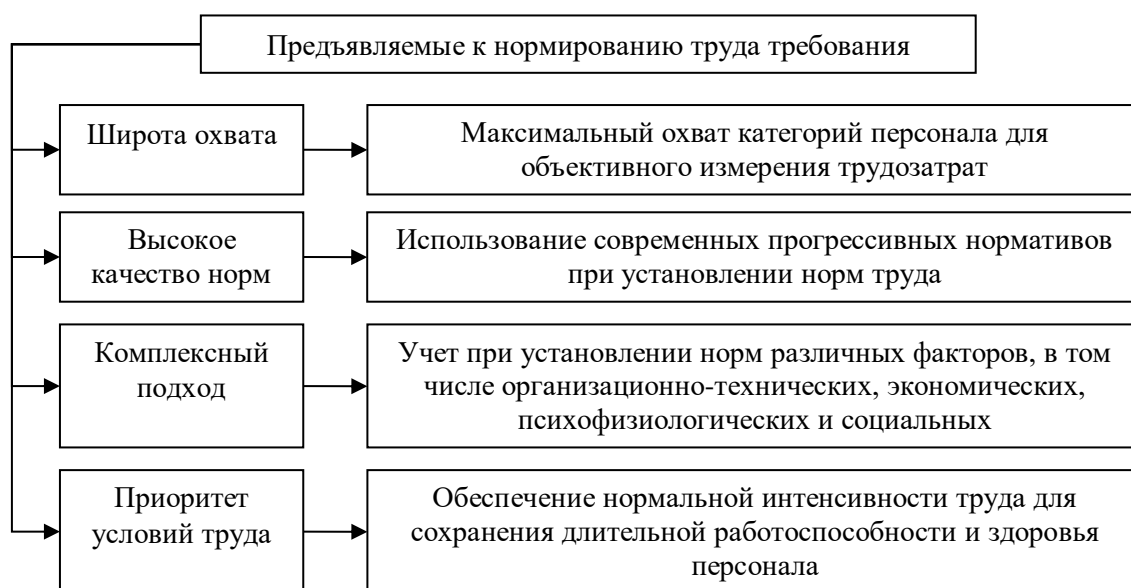 Предъявляемые к нормированию труда требования
Широта охвата
Максимальный охват категорий персонала для
объективного измерения трудозатрат
Высокое
качество норм
Использование современных прогрессивных нормативов
при установлении норм труда
Комплексный
подход
Учет при установлении норм различных факторов, в том
числе организационно-технических, экономических,
психофизиологических и социальных
Приоритет
условий труда
Обеспечение нормальной интенсивности труда для
сохранения длительной работоспособности и здоровья
персонала